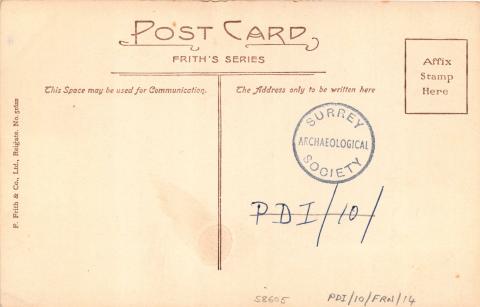 POST CARD
FRITH'S SERIES
This Space may be used for Communication.
The Address only to be written here
Affix
Stamp
Here
SURREY
ARCHAEOLOGICAL
SOCIETY
PDI/10/
F. Frith & Co., Ltd., Reigate. No. 51622
58605
PDI/10/FRN/14